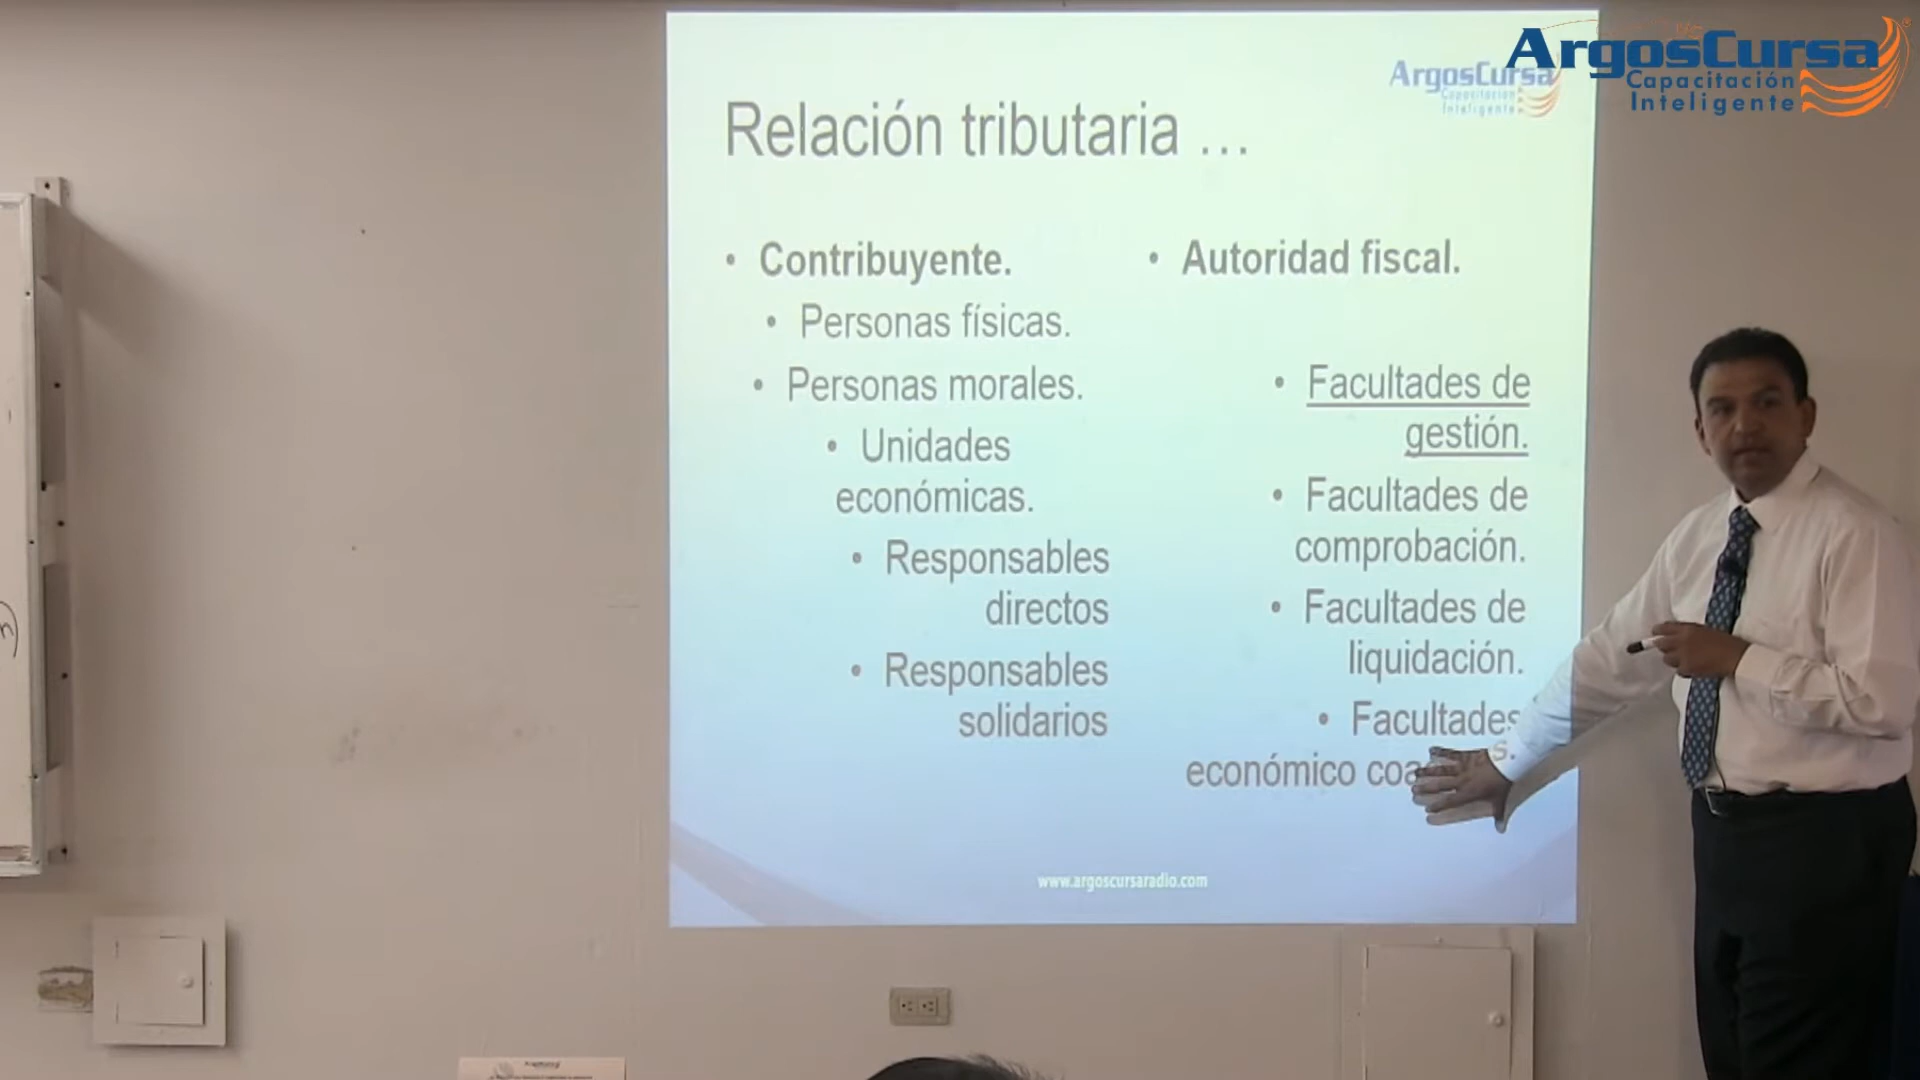 ArgosCursa
Capacitación
Inteligente
ArgosCursa
Capacitación
Inteligente
Relación tributaria ...
• Contribuyente.
• Personas físicas.
• Personas morales.
• Unidades
económicas.
• Responsables
directos
• Responsables
solidarios
• Autoridad fiscal.
• Facultades de
gestión.
• Facultades de
comprobación.
• Facultades de
liquidación.
• Facultades
económico
www.argoscursaradio.com